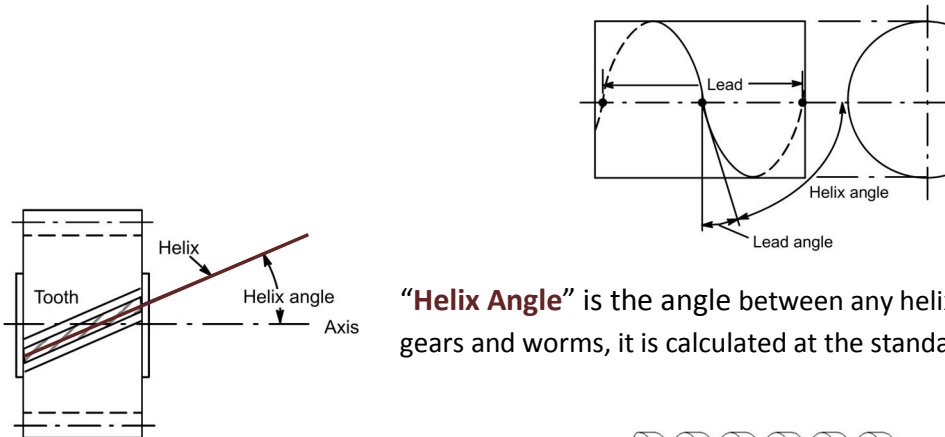 Lead
Helix angle
Lead angle
Helix
Tooth
Helix angle
Axis
“Helix Angle” is the angle between any helix
gears and worms, it is calculated at the standa